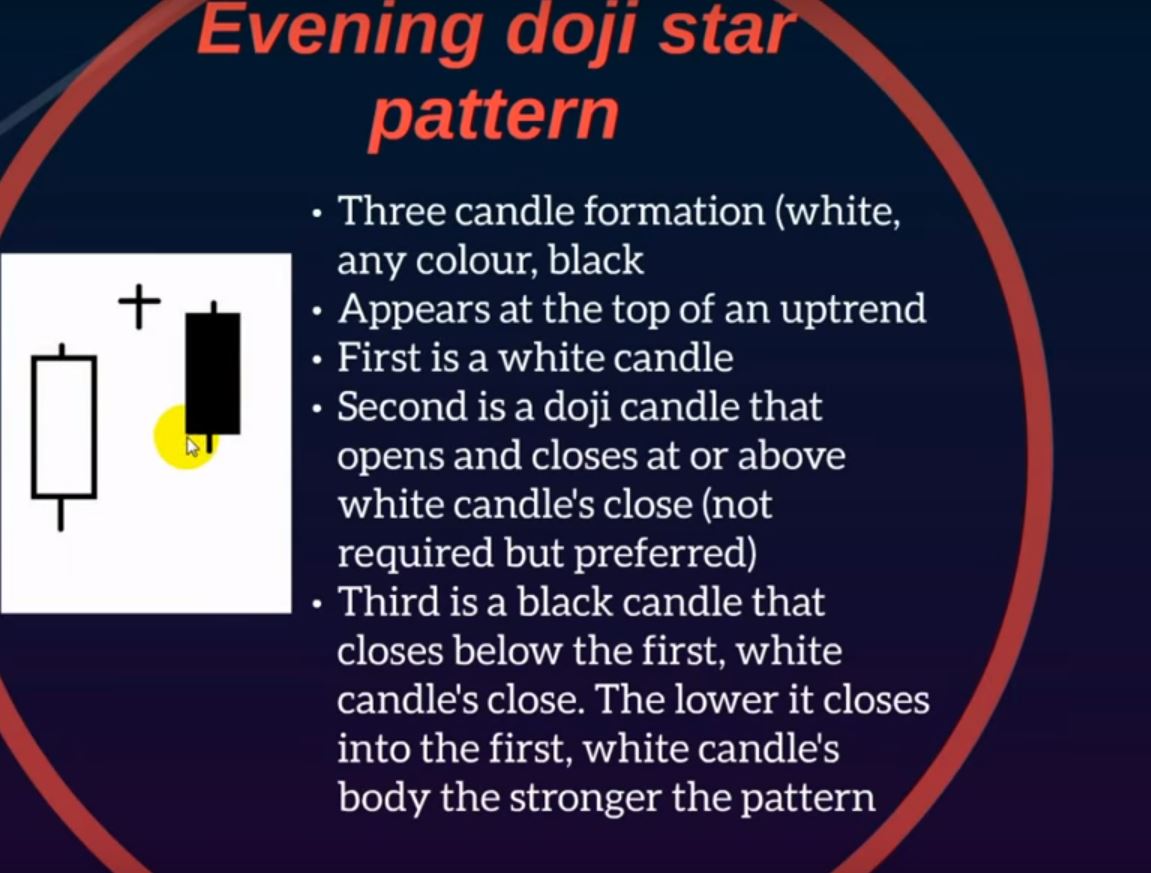 Evening doji star
pattern
• Three candle formation (white,
any colour, black
• Appears at the top of an uptrend
• First is a white candle
• Second is a doji candle that
opens and closes at or above
white candle's close (not
required but preferred)
• Third is a black candle that
closes below the first, white
candle's close. The lower it closes
into the first, white candle's
body the stronger the pattern